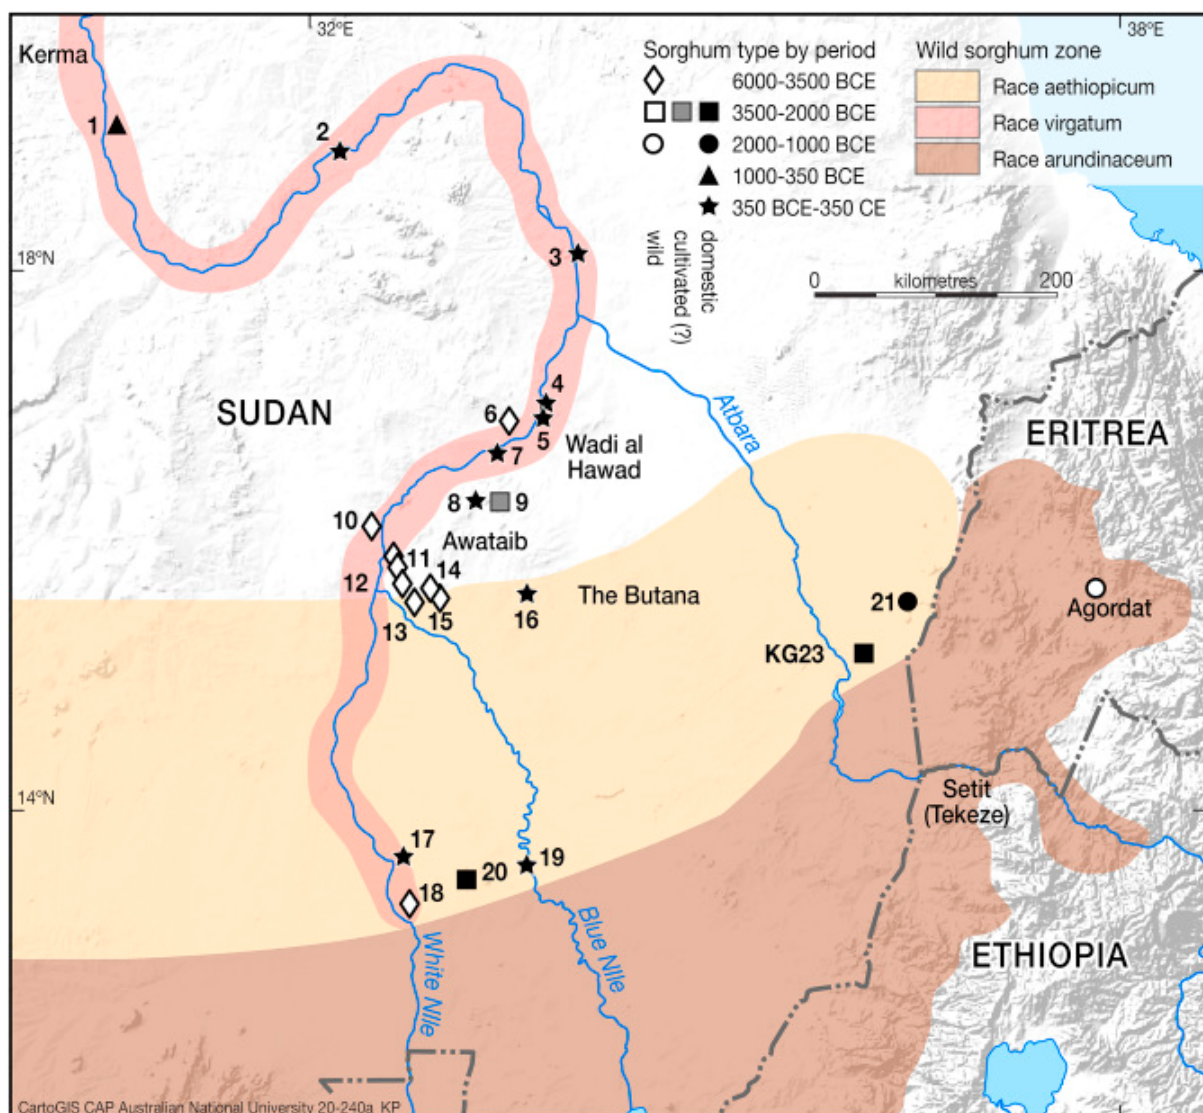 32°E
38°E
Kerma
Sorghum type by period
6000-3500 BCE
3500-2000 BCE
2000-1000 BCE
1000-350 BCE
350 BCE-350 CE
domestic
cultivated (?)
wild
Wild sorghum zone
Race aethiopicum
Race virgatum
Race arundinaceum
0 kilometres 200
1
2
18°N
3
SUDAN
4
5
6
7
Wadi al
Hawad
Atbara
ERITREA
8
9
10
Awataib
11
12
14
13
15
16
The Butana
21
Agordat
KG23
14°N
Setit
(Tekeze)
17
18
20
19
White NIle
Blue NIle
ETHIOPIA
CartoGIS CAP Australian National University 20-240a_KP